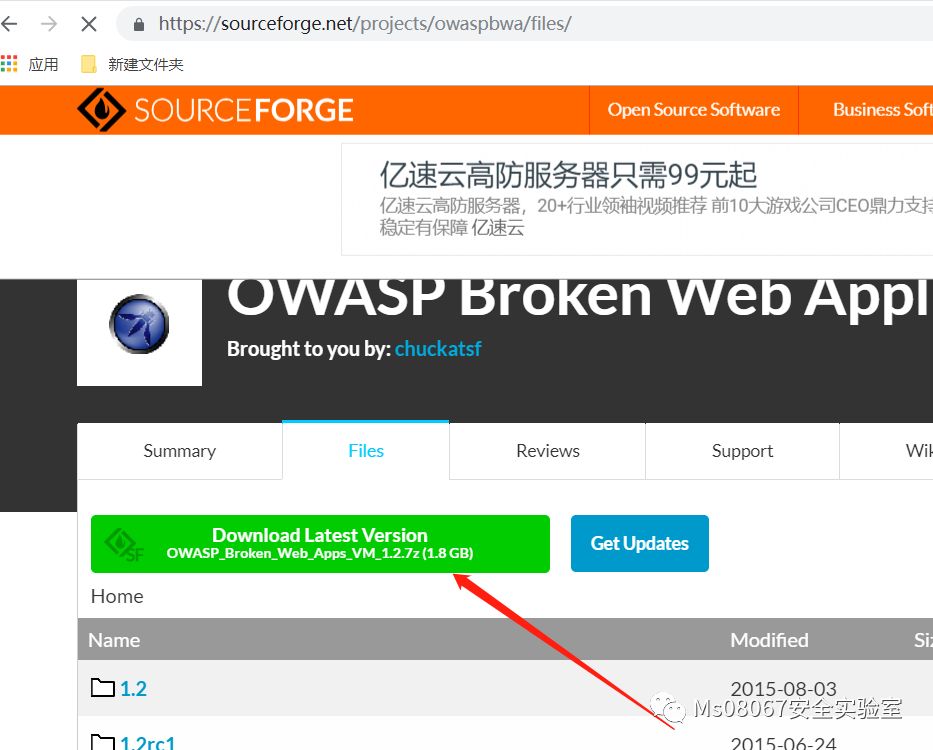 https://sourceforge.net/projects/owaspbwa/files/
应用 新建文件夹
SOURCEFORGE Open Source Software Business Soft
亿速云高防服务器只需99元起
亿速云高防服务器，20+行业领袖视频推荐 前10大游戏公司CEO鼎力支持
稳定有保障 亿速云
OWASP Broken Web Appl
Brought to you by: chuckatsf
Summary Files Reviews Support Wik
Download Latest Version
SF OWASP_Broken_Web_Apps_VM_1.2.7z (1.8 GB)
Get Updates
Home
Name Modified Siz
1.2 2015-08-03
Ms08067安全实验室
1.2rc1 2015-06-24